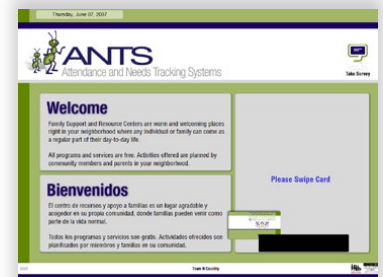 Thursday, June 07, 2007
ANTS
Attendance and Needs Tracking Systems
Take Survey
Welcome
Family Support and Resource Centers are warm and welcoming places
right in your neighborhood where any individual or family can come as
a regular part of their day-to-day life.
All programs and services are free. Activities offered are planned by
community members and parents in your neighborhood.
Please Swipe Card
Bienvenidos
El centro de recursos y apoyo a familias es un lugar agradable y
acogedor en su propia comunidad, donde familias pueden venir como
parte de la vida normal.
Todos los programas y servicios son gratis. Actividades ofrecidos son
planificados por miembros y familias en su comunidad.
Town & Country